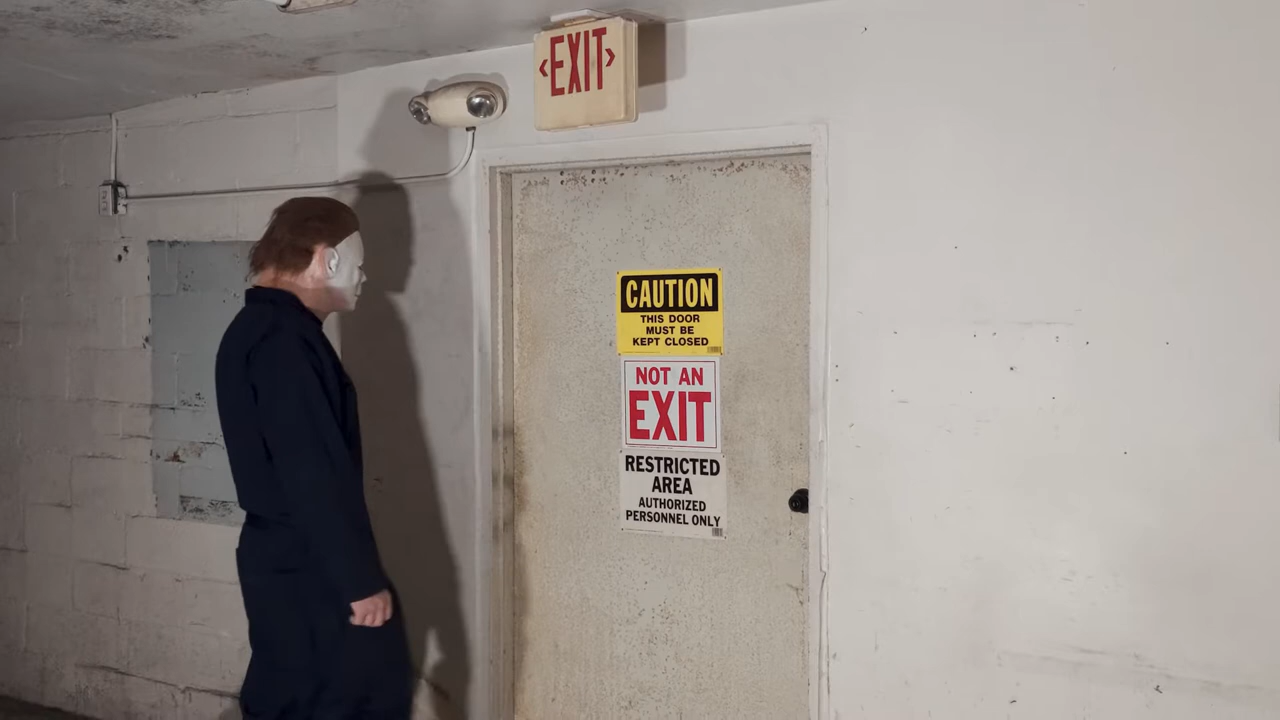 <EXIT>
CAUTION
THIS DOOR
MUST BE
KEPT CLOSED
NOT AN
EXIT
RESTRICTED
AREA
AUTHORIZED
PERSONNEL ONLY